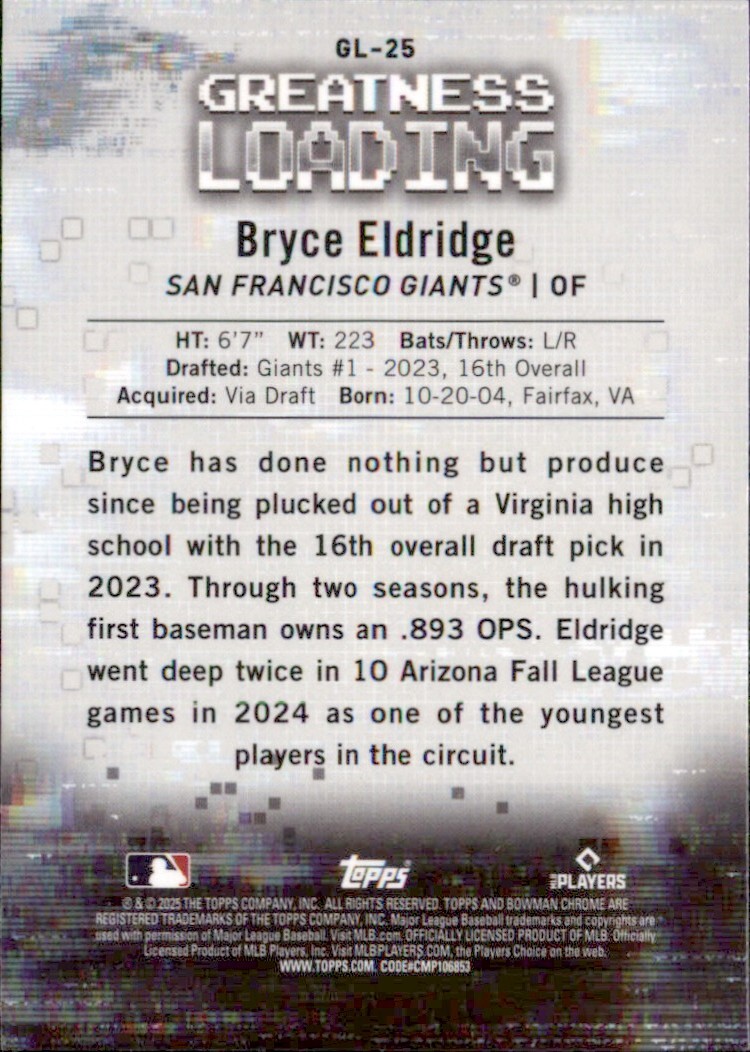 GL-25
GREATNESS
LOADING
Bryce Eldridge
SAN FRANCISCO GIANTS® | OF
HT: 6'7" WT: 223 Bats/Throws: L/R
Drafted: Giants #1 - 2023, 16th Overall
Acquired: Via Draft Born: 10-20-04, Fairfax, VA
Bryce has done nothing but produce
since being plucked out of a Virginia high
school with the 16th overall draft pick in
2023. Through two seasons, the hulking
first baseman owns an .893 OPS. Eldridge
went deep twice in 10 Arizona Fall League
games in 2024 as one of the youngest
players in the circuit.
topps
PLAYERS
® & © 2025 THE TOPPS COMPANY, INC. ALL RIGHTS RESERVED. TOPPS AND BOWMAN CHROME ARE
REGISTERED TRADEMARKS OF THE TOPPS COMPANY, INC. Major League Baseball trademarks and copyrights are
used with permission of Major League Baseball. Visit MLB.com. OFFICIALLY LICENSED PRODUCT OF MLB. Officially
Licensed Product of MLB Players, Inc. Visit MLBPLAYERS.COM, the Players Choice on the web.
WWW.TOPPS.COM. CODE#CMP106853